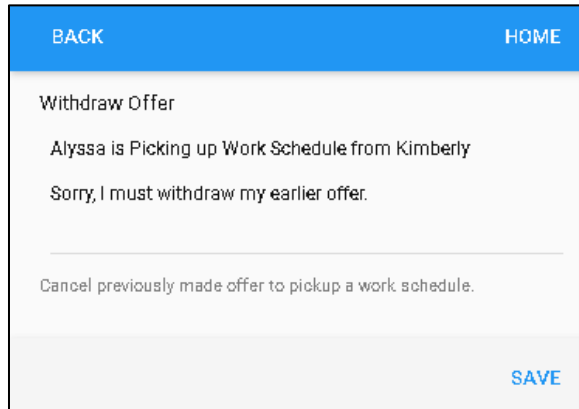 BACK HOME
Withdraw Offer
Alyssa is Picking up Work Schedule from Kimberly
Sorry, I must withdraw my earlier offer.
Cancel previously made offer to pickup a work schedule.
SAVE